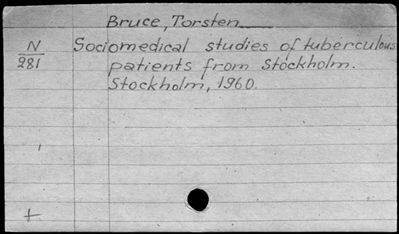 Bruce, Torsten
N
281
Sociomedical studies of tuberculous
patients from Stockholm.
Stockholm, 1960.
+